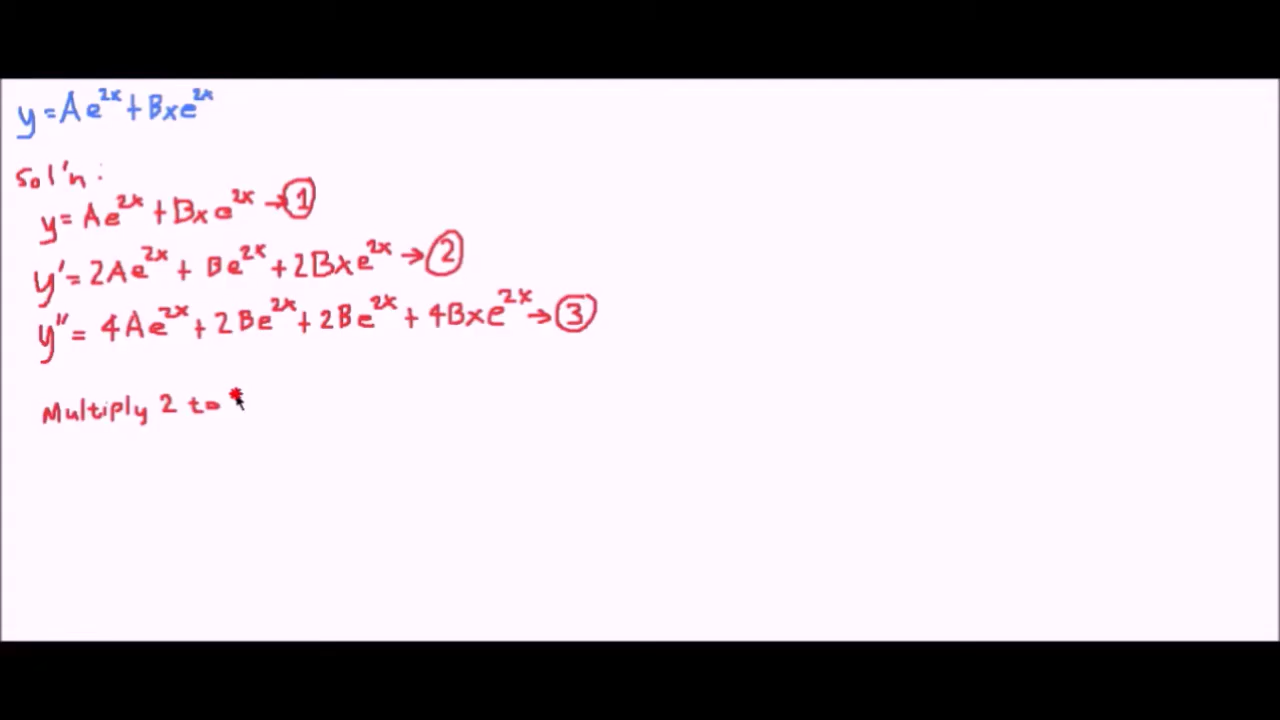 y=Ae^{2x}+Bxe^{2x}
Sol'n:
y=Ae^{2x}+Bxe^{2x}→①
y'=2Ae^{2x}+Be^{2x}+2Bxe^{2x}→②
y''=4Ae^{2x}+2Be^{2x}+2Be^{2x}+4Bxe^{2x}→③
Multiply 2 to